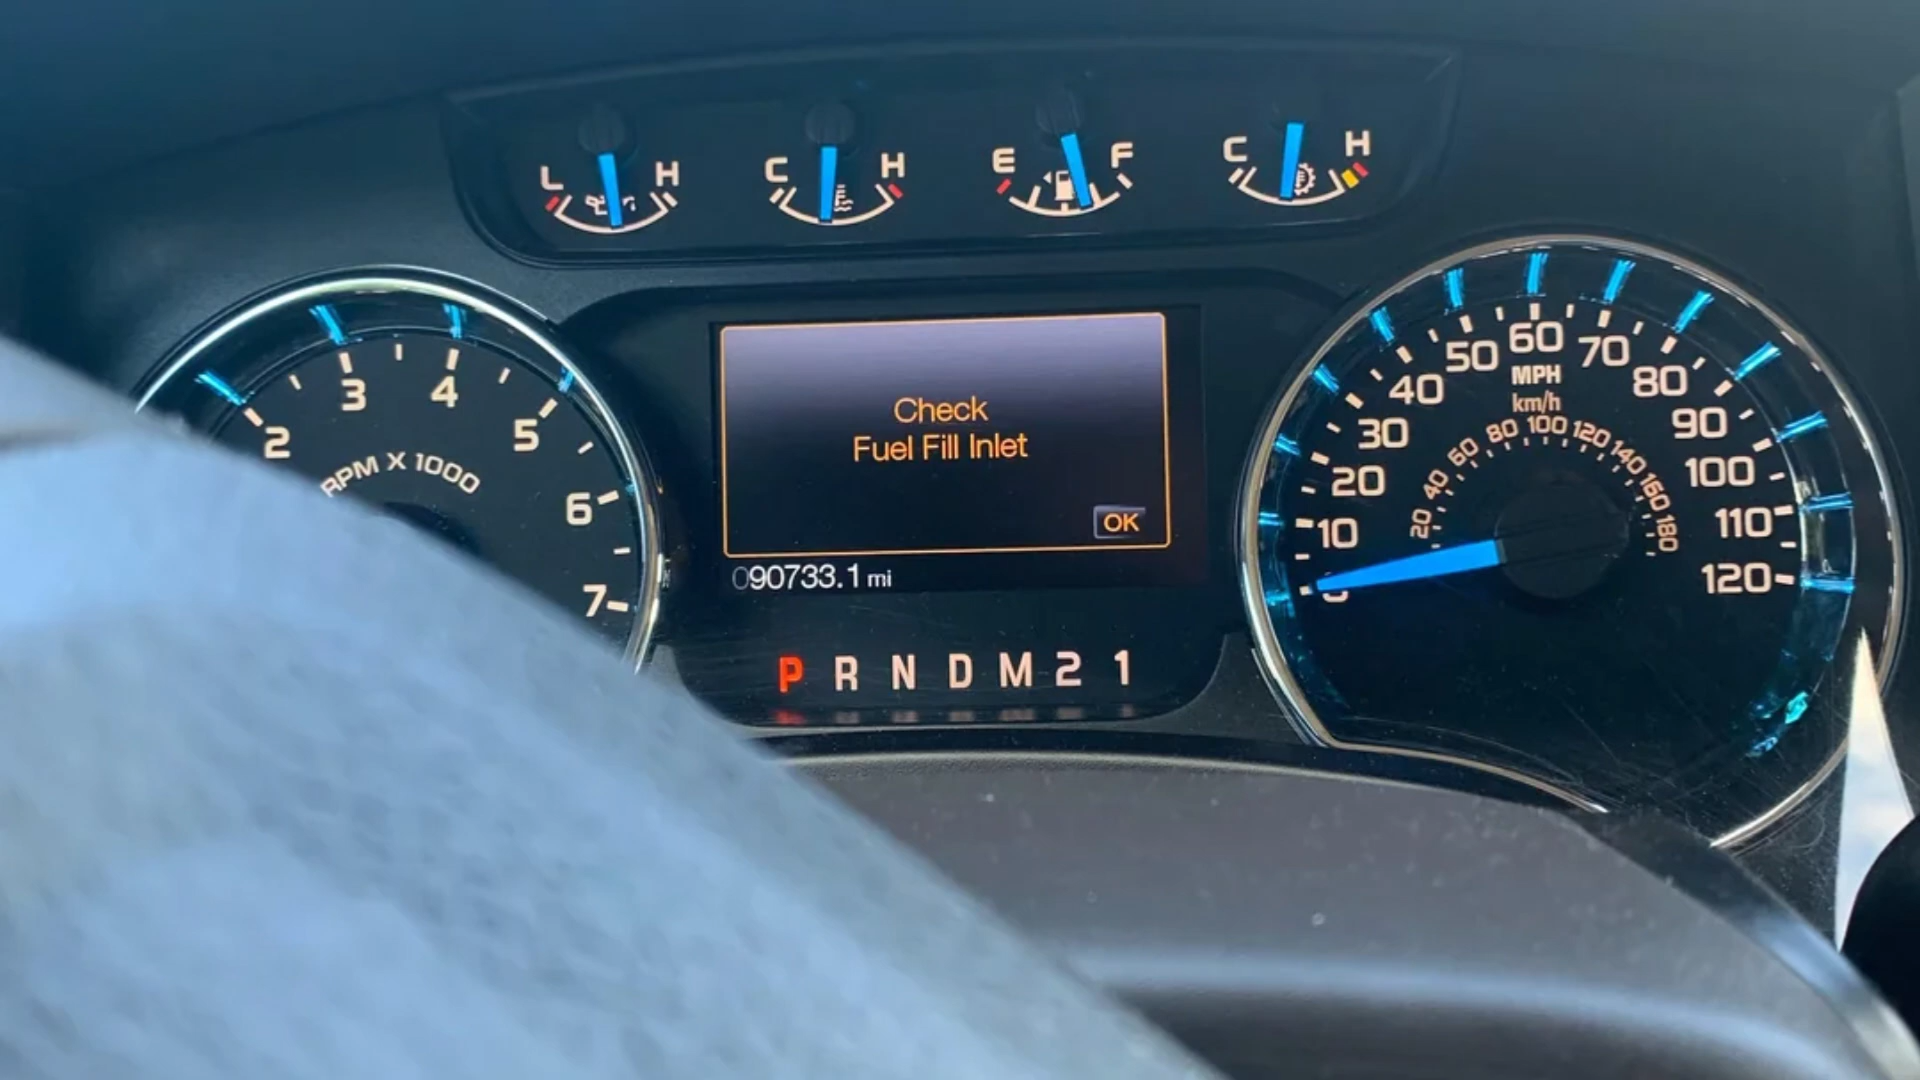 L H
C H
E F
C H
2 3 4 5 6 7
RPM X 1000
Check
Fuel Fill Inlet
OK
090733.1 mi
P R N D M 2 1
10 20 30 40 50 60 70 80 90 100 110 120
MPH
km/h
20 40 60 80 100 120 140 160 180